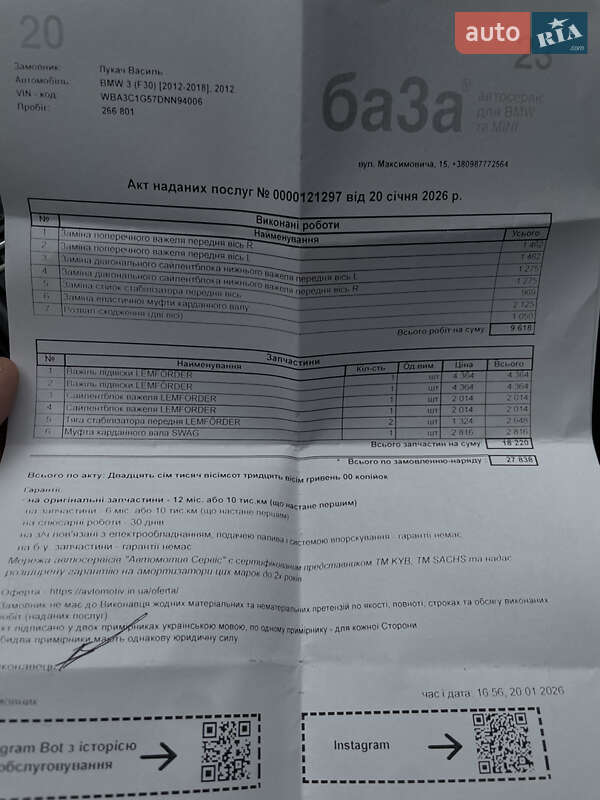 20
auto RIA .com
23
Замовник: Лукач Василь
Автомобіль: BMW 3 (F30) [2012-2018], 2012.
VIN - код: WBA3C1G57DNN94006
Пробіг: 266 801
ба3а ®
автосервіс
для BMW
та MINI
вул. Максимовича, 15, +380987772564
Акт наданих послуг № 0000121297 від 20 січня 2026 р.
Виконані роботи
№ Найменування Усього
1 Заміна поперечного важеля передня вісь R 1 462
2 Заміна поперечного важеля передня вісь L 1 462
3 Заміна діагонального сайлентблока нижнього важеля передня вісь L 1 275
4 Заміна діагонального сайлентблока нижнього важеля передня вісь R 1 275
5 Заміна стійок стабілізатора передня вісь
6 Заміна еластичної муфти карданного валу 2 125
7 Розвал сходження (дві осі) 1 050
Всього робіт на суму 9 618
Запчастини
№ Найменування Кіл-сть Од.вим. Ціна Всього
1 Важіль підвіски LEMFORDER 1 шт 4 364 4 364
2 Важіль підвіски LEMFORDER 1 шт 4 364 4 364
3 Сайлентблок важеля LEMFORDER 1 шт 2 014 2 014
4 Сайлентблок важеля LEMFORDER 1 шт 2 014 2 014
5 Тяга стабілізатора передня LEMFÖRDER 2 шт 1 324 2 648
6 Муфта карданного вала SWAG 1 шт 2 816 2 816
Всього запчастин на суму 18 220
* Всього по замовленню-наряду: 27 838
Всього по акту: Двадцять сім тисяч вісімсот тридцять вісім гривень 00 копійок
Гарантії:
- на оригінальні запчастини - 12 міс. або 10 тис.км (що настане першим)
- на запчастини - 6 міс. або 10 тис.км (що настане першим)
- на слюсарні роботи - 30 днів
- на з/ч пов'язані з електрообладнанням, подачею палива і системою впорскування - гарантії немає
- на б.у. запчастини - гарантії немає
Мережа автосервісів "Автомотив Сервіс" є сертифікованим представником ТМ KYB, ТМ SACHS та надає
розширену гарантію на амортизатори цих марок до 2х років
Оферта - https://avtomotiv.in.ua/oferta/
Замовник не має до Виконавця жодних матеріальних та нематеріальних претензій по якості, повноті, строках та обсягу виконаних
робіт (наданих послуг)
кт підписано у двох примірниках українською мовою, по одному примірнику - для кожної Сторони
бидва примірники мають однакову юридичну силу
конавець:
мовник
час і дата: 16:56, 20.01.2026
gram Bot з історією
обслуговування
Instagram